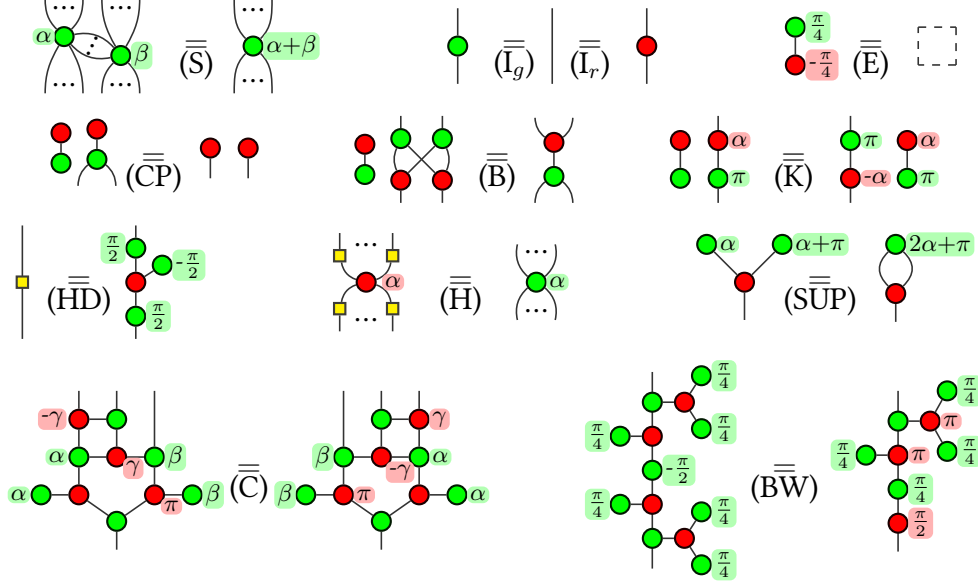 ... ...
α β ... ... (S) α+β ... ...
(I_g) (I_r)
π/4 -π/4 (E)
(CP)
(B)
α π (K) π -α α π
π/2 -π/2 π/2 (HD)
... α ... (H) ... α ...
α α+π (SUP) 2α+π
-γ α γ β α π β (C) γ β -γ α β π α
π/4 π/4 π/4 -π/2 π/4 π/4 π/4 (BW) π/4 π π/4 π π/4 π/4 π/2